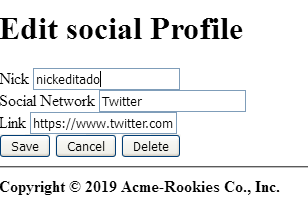 Edit social Profile
Nick nickeditado
Social Network Twitter
Link https://www.twitter.com
Save Cancel Delete
Copyright © 2019 Acme-Rookies Co., Inc.